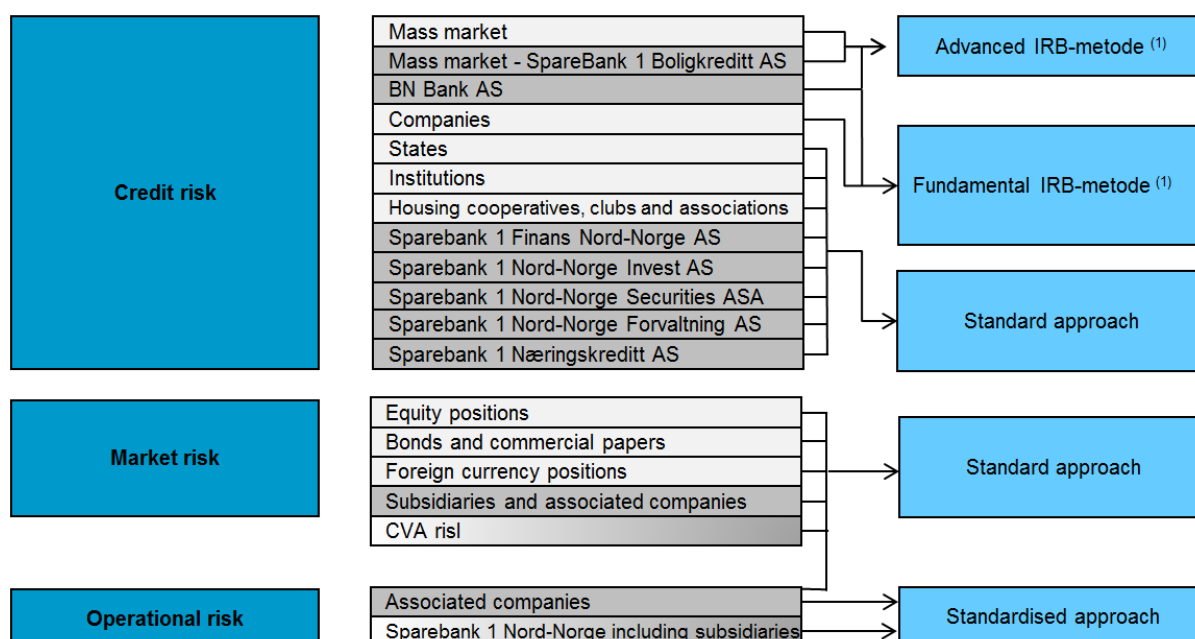 Credit risk
Mass market
Mass market - SpareBank 1 Boligkreditt AS
BN Bank AS
Companies
States
Institutions
Housing cooperatives, clubs and associations
Sparebank 1 Finans Nord-Norge AS
Sparebank 1 Nord-Norge Invest AS
Sparebank 1 Nord-Norge Securities ASA
Sparebank 1 Nord-Norge Forvaltning AS
Sparebank 1 Næringskreditt AS
Advanced IRB-metode (1)
Fundamental IRB-metode (1)
Standard approach
Market risk
Equity positions
Bonds and commercial papers
Foreign currency positions
Subsidiaries and associated companies
CVA risl
Standard approach
Operational risk
Associated companies
Sparebank 1 Nord-Norge including subsidiaries
Standardised approach